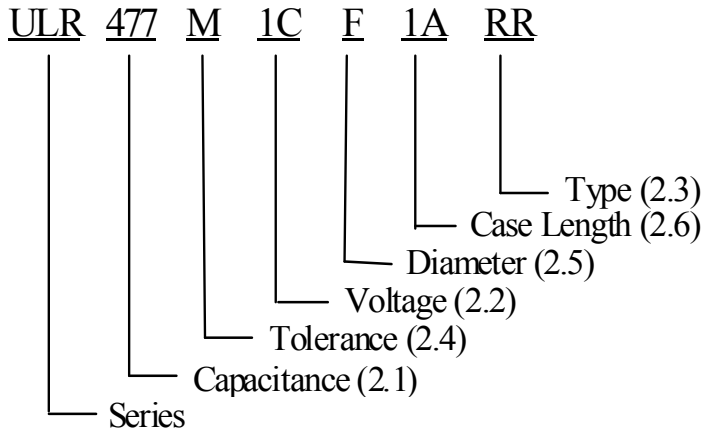 ULR 477 M 1C F 1A RR
Type (2.3)
Case Length (2.6)
Diameter (2.5)
Voltage (2.2)
Tolerance (2.4)
Capacitance (2.1)
Series